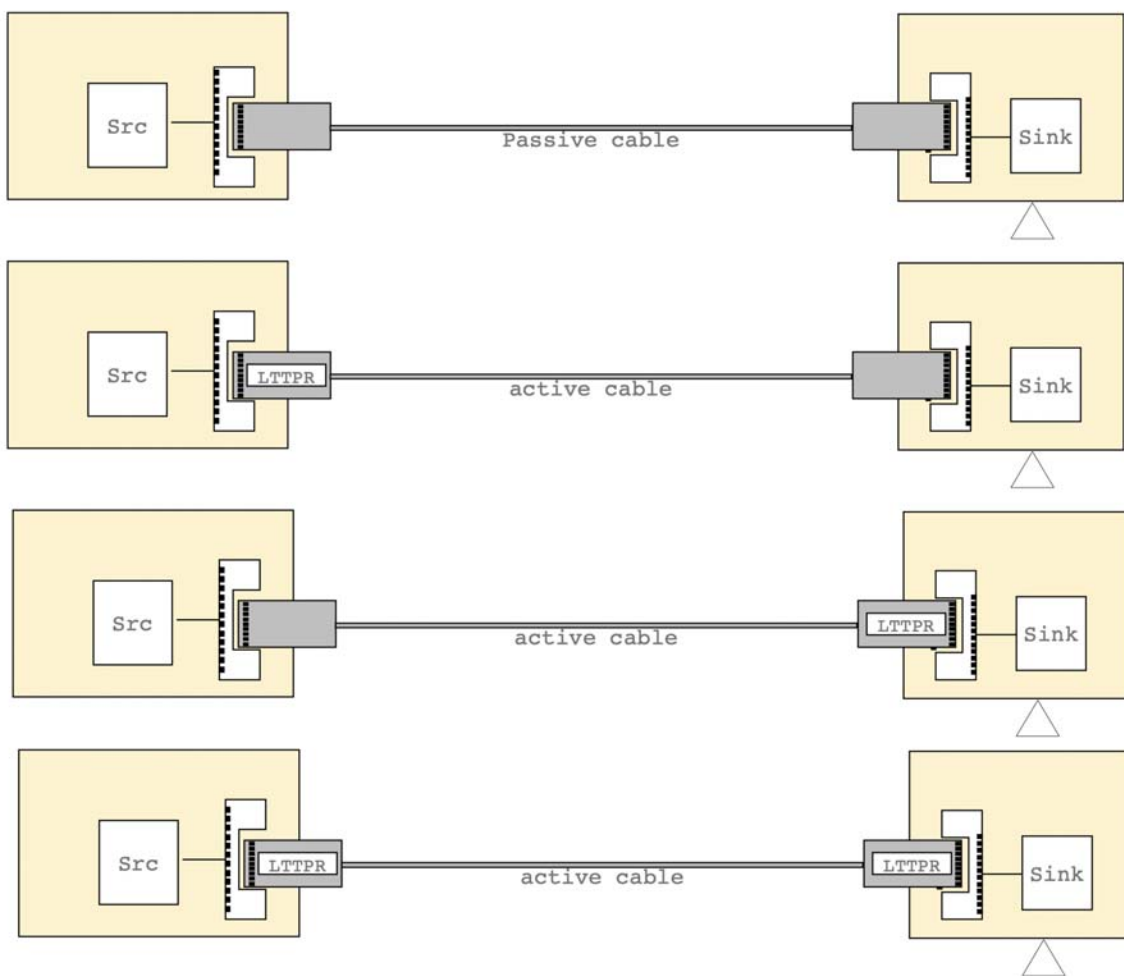 Src
Passive cable
Sink
Src
LTTPR
active cable
Sink
Src
active cable
LTTPR
Sink
Src
LTTPR
active cable
LTTPR
Sink